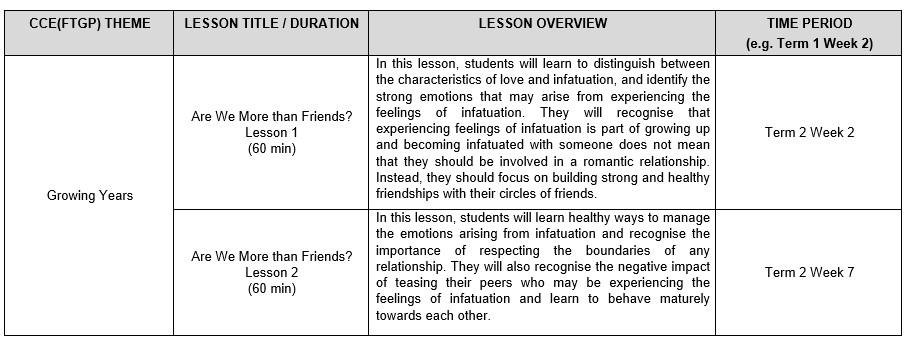 CCE(FTGP) THEME
LESSON TITLE / DURATION
LESSON OVERVIEW
TIME PERIOD
(e.g. Term 1 Week 2)
Growing Years
Are We More than Friends?
Lesson 1
(60 min)
In this lesson, students will learn to distinguish between
the characteristics of love and infatuation, and identify the
strong emotions that may arise from experiencing the
feelings of infatuation. They will recognise that
experiencing feelings of infatuation is part of growing up
and becoming infatuated with someone does not mean
that they should be involved in a romantic relationship.
Instead, they should focus on building strong and healthy
friendships with their circles of friends.
Term 2 Week 2
Are We More than Friends?
Lesson 2
(60 min)
In this lesson, students will learn healthy ways to manage
the emotions arising from infatuation and recognise the
importance of respecting the boundaries of any
relationship. They will also recognise the negative impact
of teasing their peers who may be experiencing the
feelings of infatuation and learn to behave maturely
towards each other.
Term 2 Week 7